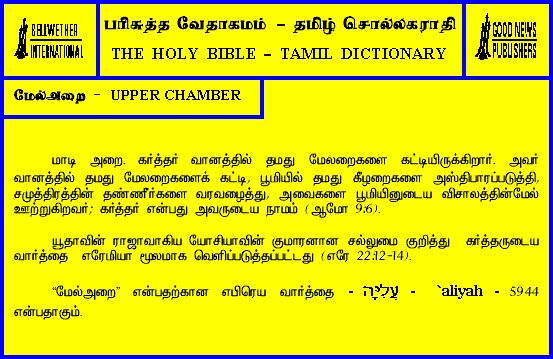 BELLWETHER
INTERNATIONAL
பரிசுத்த வேதாகமம் – தமிழ் சொல்லகராதி
THE HOLY BIBLE – TAMIL DICTIONARY
GOOD NEWS
PUBLISHERS
மேல்அறை – UPPER CHAMBER
மாடி அறை. கர்த்தர் வானத்தில் தமது மேலறைகளை கட்டியிருக்கிறார். அவர்
வானத்தில் தமது மேலறைகளைக் கட்டி, பூமியில் தமது கீழறைகளை அஸ்திபாரப்படுத்தி,
சமுத்திரத்தின் தண்ணீர்களை வரவழைத்து, அவைகளை பூமியினுடைய விசாலத்தின்மேல்
ஊற்றுகிறவர்; கர்த்தர் என்பது அவருடைய நாமம் (ஆமோ 9:6).
யூதாவின் ராஜாவாகிய யோசியாவின் குமாரனான சல்லுமை குறித்து கர்த்தருடைய
வார்த்தை எரேமியா மூலமாக வெளிப்படுத்தப்பட்டது (எரே 22:12-14).
“மேல்அறை” என்பதற்கான எபிரெய வார்த்தை - עֲלִיָּה - `aliyah - 5944
என்பதாகும்.